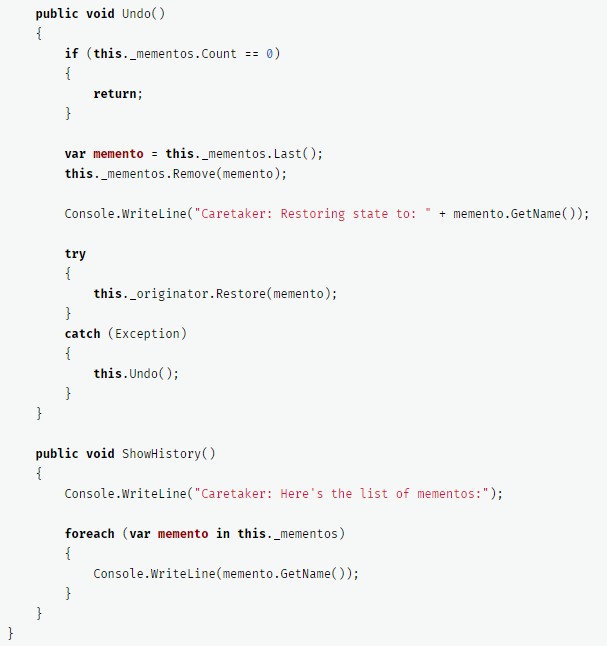 public void Undo()
{
if (this._mementos.Count == 0)
{
return;
}
var memento = this._mementos.Last();
this._mementos.Remove(memento);
Console.WriteLine("Caretaker: Restoring state to: " + memento.GetName());
try
{
this._originator.Restore(memento);
}
catch (Exception)
{
this.Undo();
}
}
public void ShowHistory()
{
Console.WriteLine("Caretaker: Here's the list of mementos:");
foreach (var memento in this._mementos)
{
Console.WriteLine(memento.GetName());
}
}
}